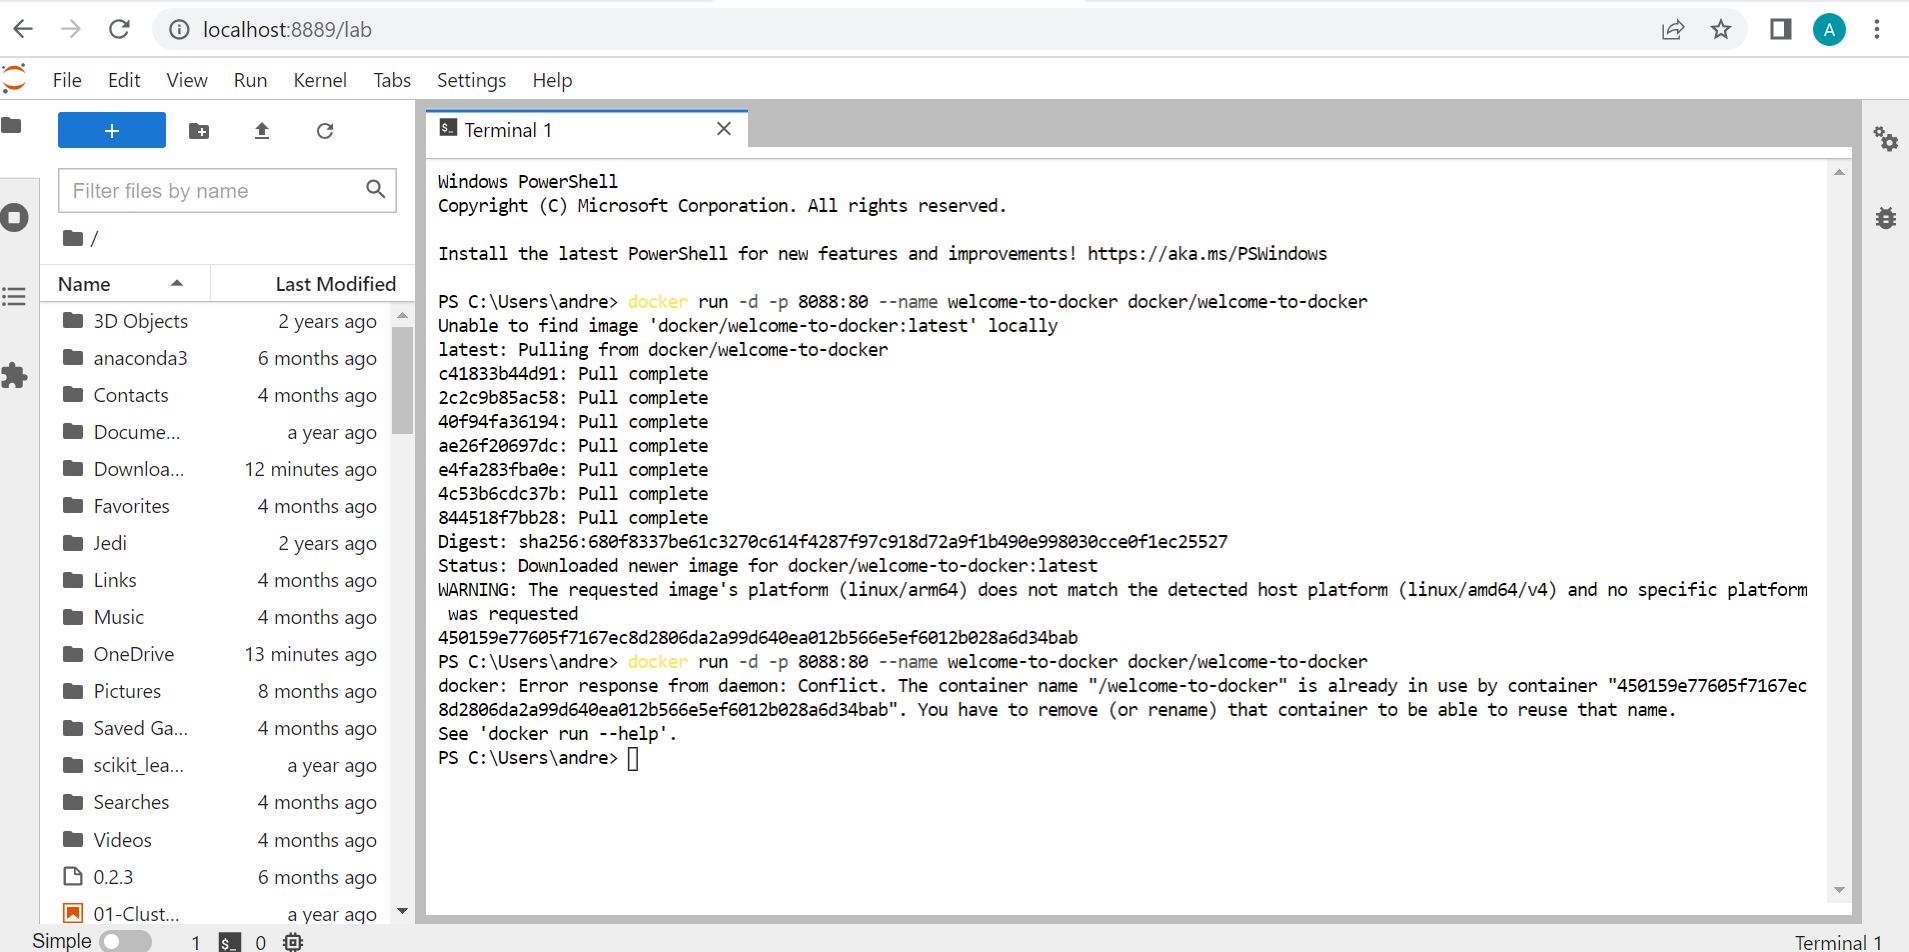 localhost:8889/lab
A
File Edit View Run Kernel Tabs Settings Help
+
Filter files by name
/
Name Last Modified
3D Objects 2 years ago
anaconda3 6 months ago
Contacts 4 months ago
Docume... a year ago
Downloa... 12 minutes ago
Favorites 4 months ago
Jedi 2 years ago
Links 4 months ago
Music 4 months ago
OneDrive 13 minutes ago
Pictures 8 months ago
Saved Ga... 4 months ago
scikit_lea... a year ago
Searches 4 months ago
Videos 4 months ago
0.2.3 6 months ago
01-Clust... a year ago
$_ Terminal 1
Windows PowerShell
Copyright (C) Microsoft Corporation. All rights reserved.
Install the latest PowerShell for new features and improvements! https://aka.ms/PSWindows
PS C:\Users\andre> docker run -d -p 8088:80 --name welcome-to-docker docker/welcome-to-docker
Unable to find image 'docker/welcome-to-docker:latest' locally
latest: Pulling from docker/welcome-to-docker
c41833b44d91: Pull complete
2c2c9b85ac58: Pull complete
40f94fa36194: Pull complete
ae26f20697dc: Pull complete
e4fa283fba0e: Pull complete
4c53b6cdc37b: Pull complete
844518f7bb28: Pull complete
Digest: sha256:680f8337be61c3270c614f4287f97c918d72a9f1b490e998030cce0f1ec25527
Status: Downloaded newer image for docker/welcome-to-docker:latest
WARNING: The requested image's platform (linux/arm64) does not match the detected host platform (linux/amd64/v4) and no specific platform
was requested
450159e77605f7167ec8d2806da2a99d640ea012b566e5ef6012b028a6d34bab
PS C:\Users\andre> docker run -d -p 8088:80 --name welcome-to-docker docker/welcome-to-docker
docker: Error response from daemon: Conflict. The container name "/welcome-to-docker" is already in use by container "450159e77605f7167ec
8d2806da2a99d640ea012b566e5ef6012b028a6d34bab". You have to remove (or rename) that container to be able to reuse that name.
See 'docker run --help'.
PS C:\Users\andre>
Simple 1 $_ 0 Terminal 1